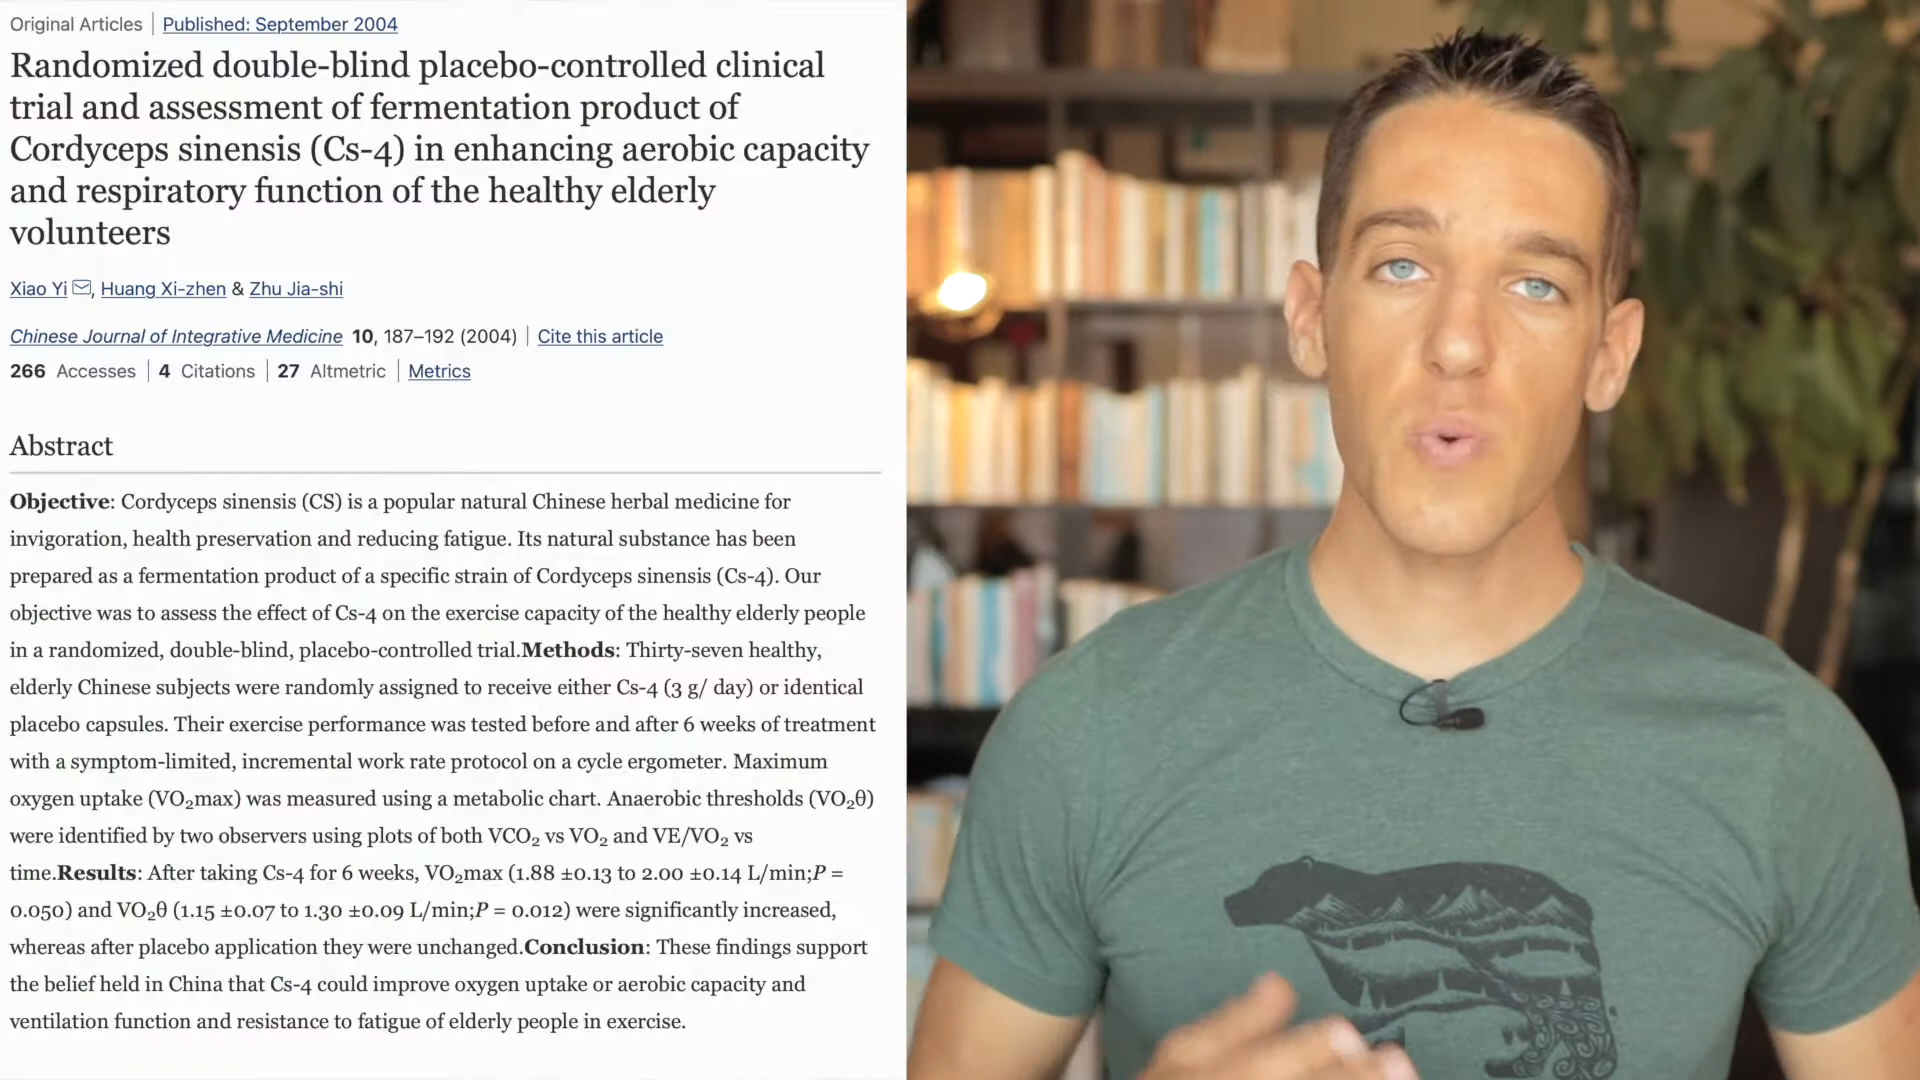 Original Articles | Published: September 2004
Randomized double-blind placebo-controlled clinical
trial and assessment of fermentation product of
Cordyceps sinensis (Cs-4) in enhancing aerobic capacity
and respiratory function of the healthy elderly
volunteers
Xiao Yi, Huang Xi-zhen & Zhu Jia-shi
Chinese Journal of Integrative Medicine 10, 187–192 (2004) | Cite this article
266 Accesses | 4 Citations | 27 Altmetric | Metrics
Abstract
Objective: Cordyceps sinensis (CS) is a popular natural Chinese herbal medicine for
invigoration, health preservation and reducing fatigue. Its natural substance has been
prepared as a fermentation product of a specific strain of Cordyceps sinensis (Cs-4). Our
objective was to assess the effect of Cs-4 on the exercise capacity of the healthy elderly people
in a randomized, double-blind, placebo-controlled trial.Methods: Thirty-seven healthy,
elderly Chinese subjects were randomly assigned to receive either Cs-4 (3 g/ day) or identical
placebo capsules. Their exercise performance was tested before and after 6 weeks of treatment
with a symptom-limited, incremental work rate protocol on a cycle ergometer. Maximum
oxygen uptake (VO₂max) was measured using a metabolic chart. Anaerobic thresholds (VO₂θ)
were identified by two observers using plots of both VCO₂ vs VO₂ and VE/VO₂ vs
time.Results: After taking Cs-4 for 6 weeks, VO₂max (1.88 ±0.13 to 2.00 ±0.14 L/min;P =
0.050) and VO₂θ (1.15 ±0.07 to 1.30 ±0.09 L/min;P = 0.012) were significantly increased,
whereas after placebo application they were unchanged.Conclusion: These findings support
the belief held in China that Cs-4 could improve oxygen uptake or aerobic capacity and
ventilation function and resistance to fatigue of elderly people in exercise.